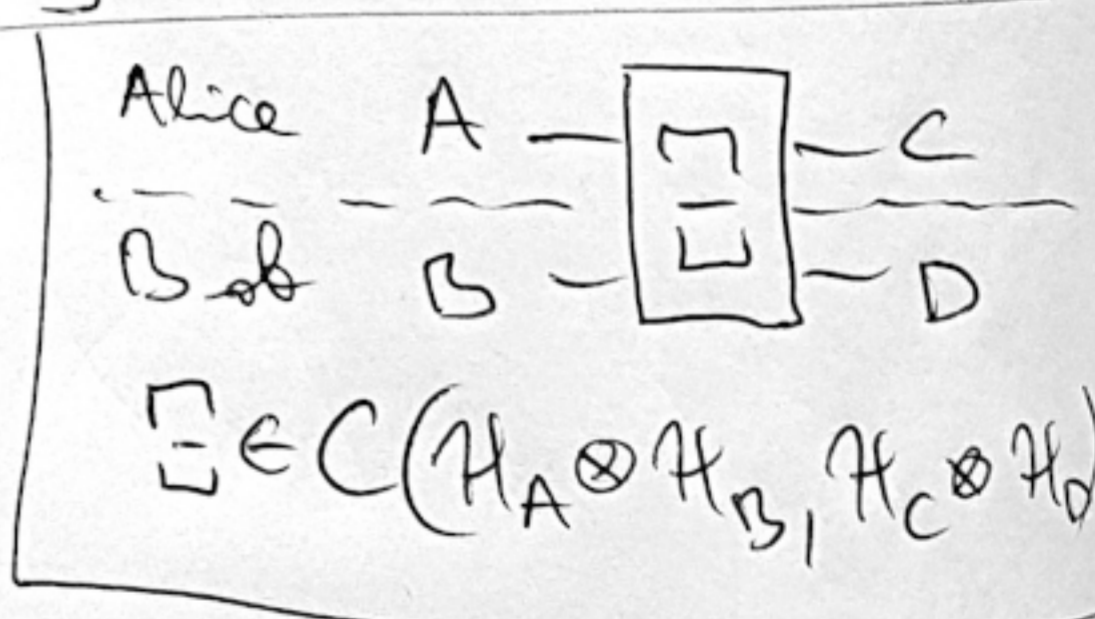 Alice A Ξ C
Bob B D
Ξ ∈ C(H_A ⊗ H_B, H_C ⊗ H_D)